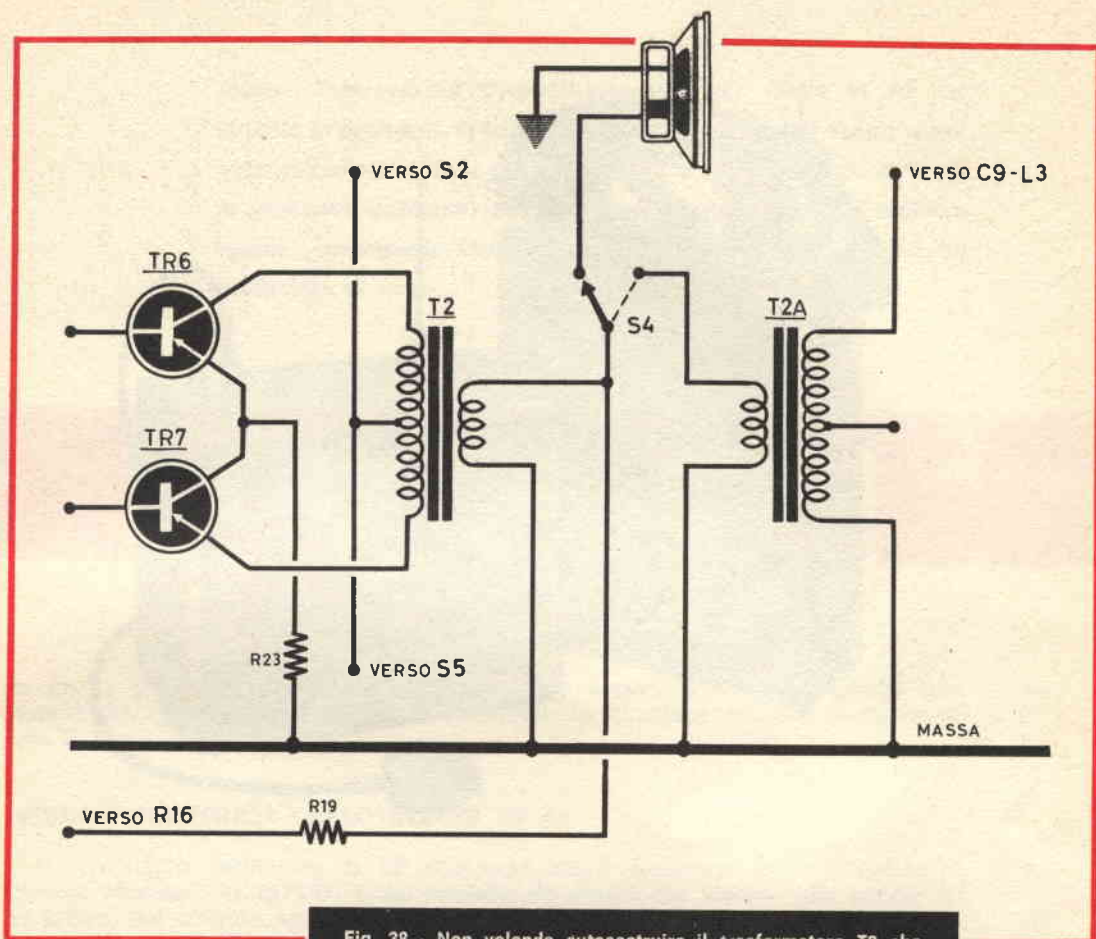 VERSO S2
VERSO C9-L3
TR6
T2
S4
T2A
TR7
R23
VERSO S5
MASSA
VERSO R16
R19
Fig. 28 - Non volendo autocostruire il trasformatore T2, che